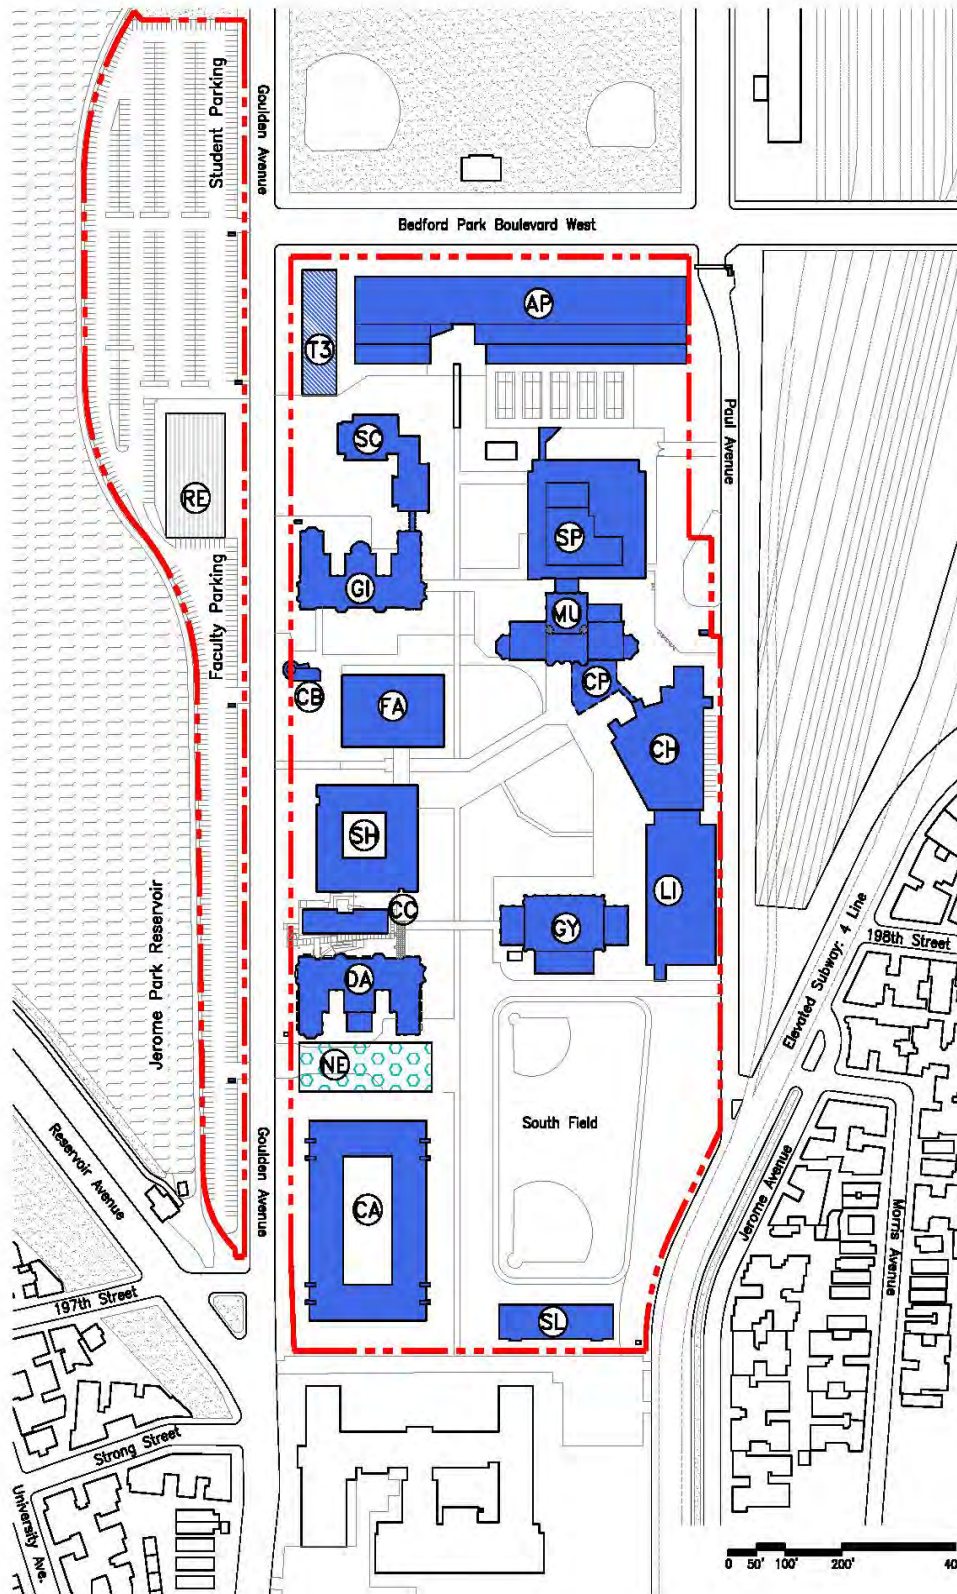 Student Parking
Goulden Avenue
Bedford Park Boulevard West
AP
T3
Paul Avenue
SC
RE
SP
GI
Faculty Parking
MU
CP
CB
FA
CH
SH
LI
Jerome Park Reservoir
CC
GY
198th Street
Elevated Subway: 4 Line
DA
NE
South Field
Reservoir Avenue
Goulden Avenue
Jerome Avenue
Morris Avenue
CA
197th Street
SL
Strong Street
University Ave.
0 50' 100' 200' 40